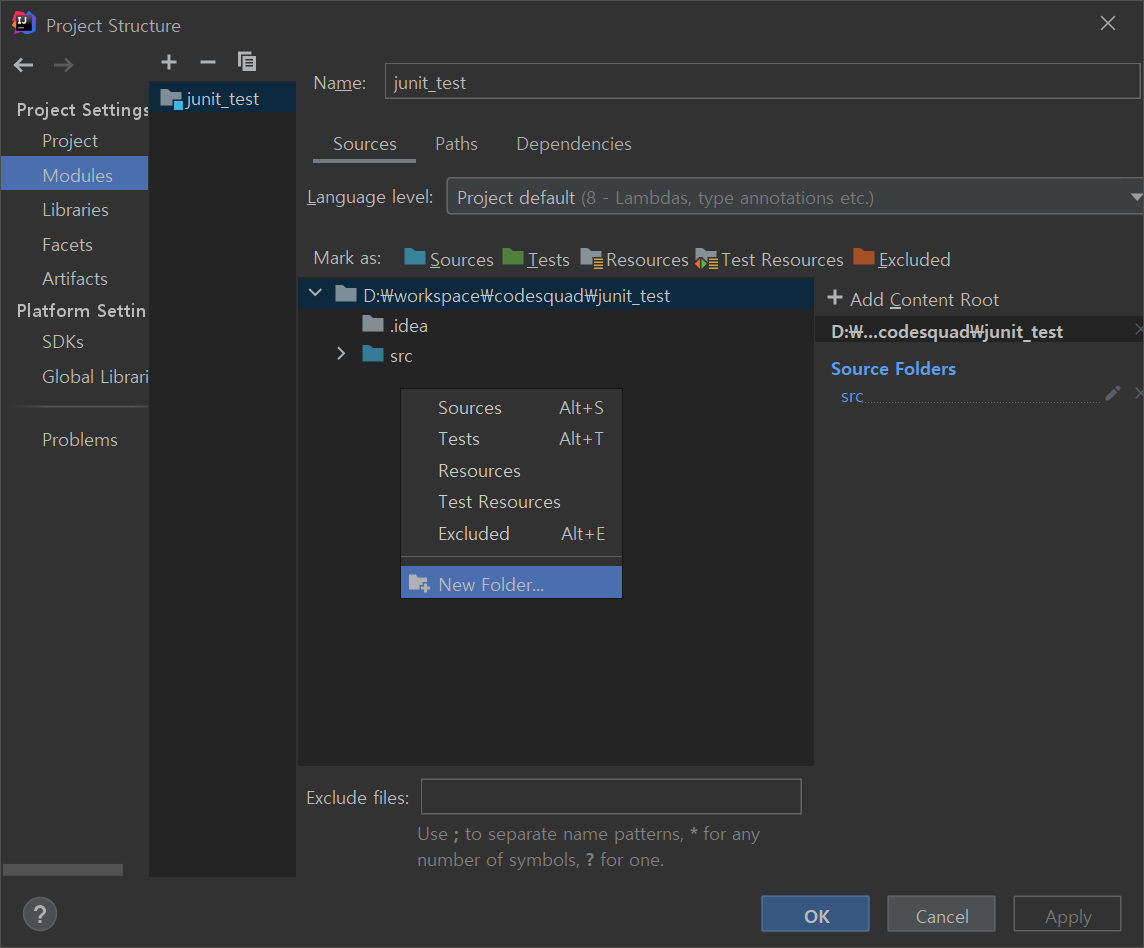 Project Structure
Project Settings
Project
Modules
Libraries
Facets
Artifacts
Platform Settin
SDKs
Global Librari
Problems
junit_test
Name: junit_test
Sources Paths Dependencies
Language level: Project default (8 - Lambdas, type annotations etc.)
Mark as: Sources Tests Resources Test Resources Excluded
D:₩workspace₩codesquad₩junit_test
.idea
src
Sources Alt+S
Tests Alt+T
Resources
Test Resources
Excluded Alt+E
New Folder...
+ Add Content Root
D:₩...codesquad₩junit_test
Source Folders
src
Exclude files:
Use ; to separate name patterns, * for any
number of symbols, ? for one.
? OK Cancel Apply